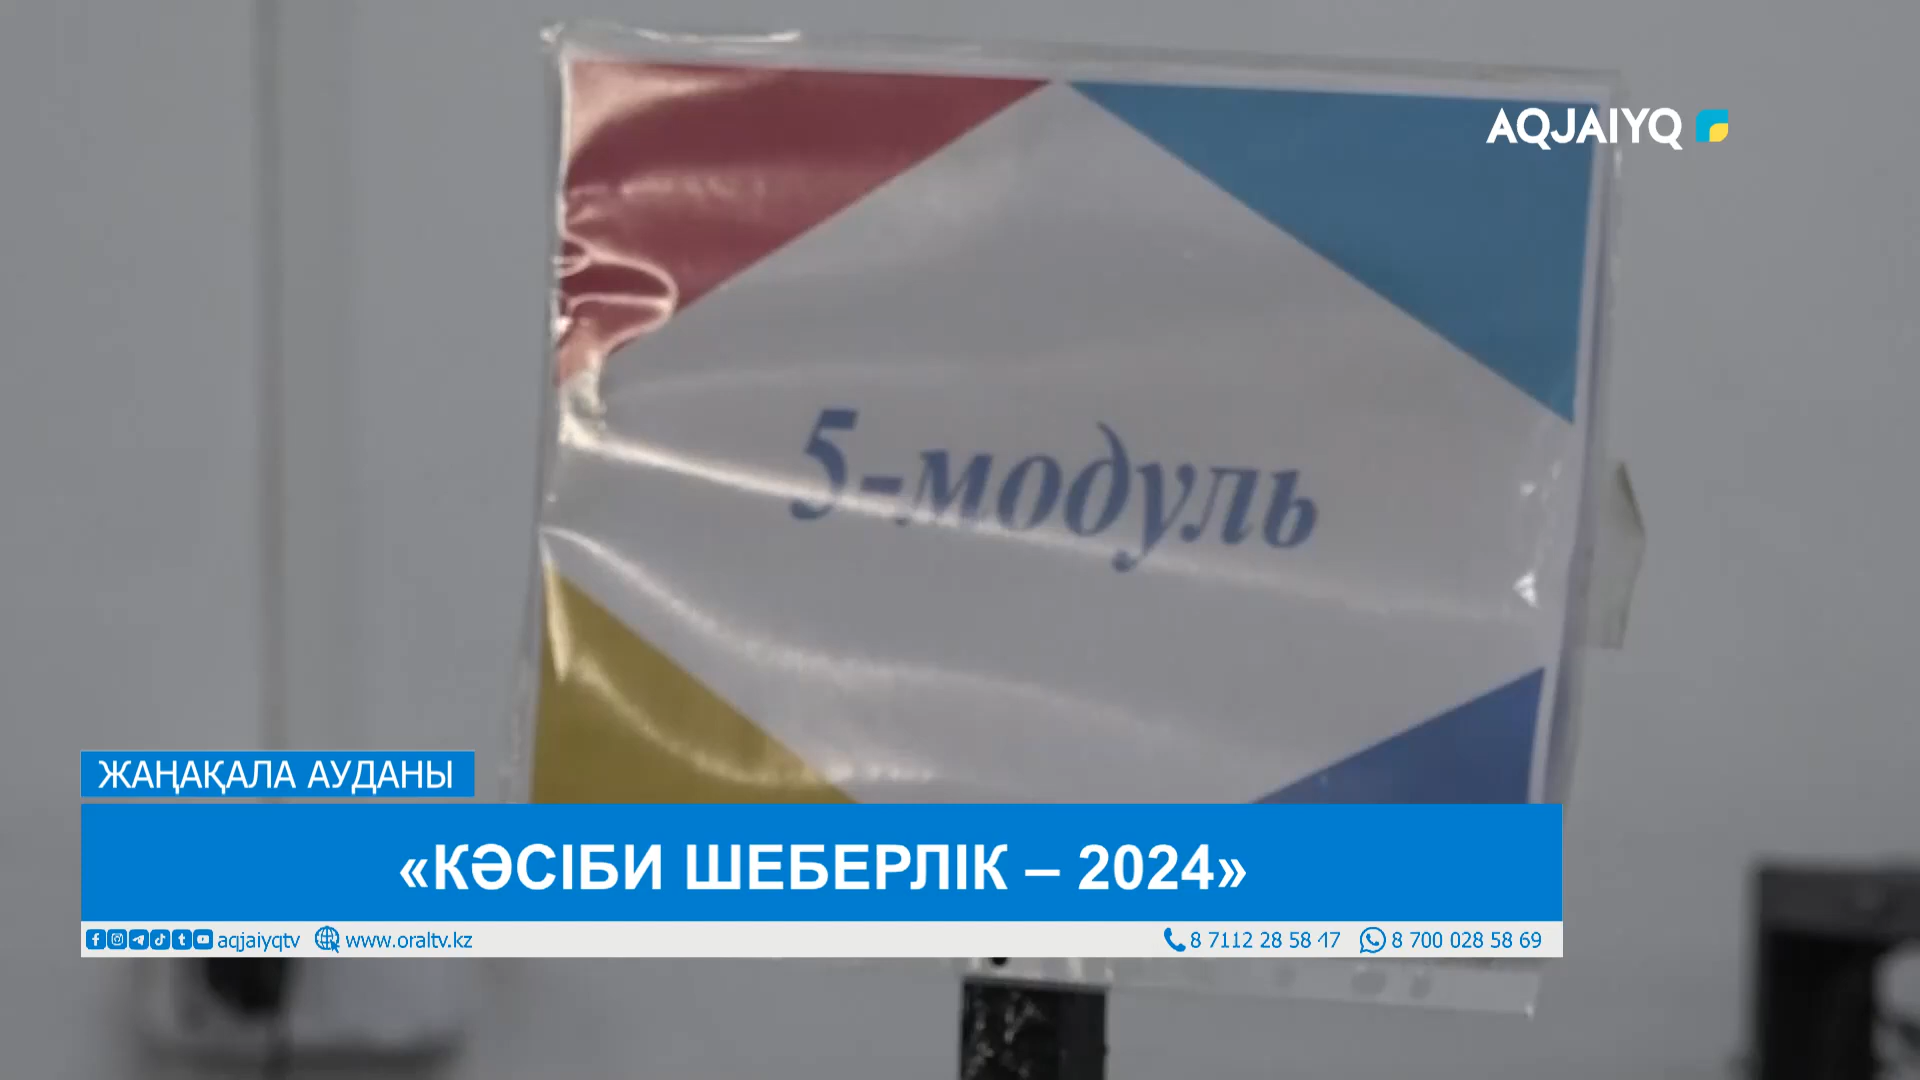 AQJAIYQ
5-модуль
ЖАҢАҚАЛА АУДАНЫ
«КӘСІБИ ШЕБЕРЛІК – 2024»
aqjaiyqtv www.oraltv.kz 8 7112 28 58 17 8 700 028 58 69